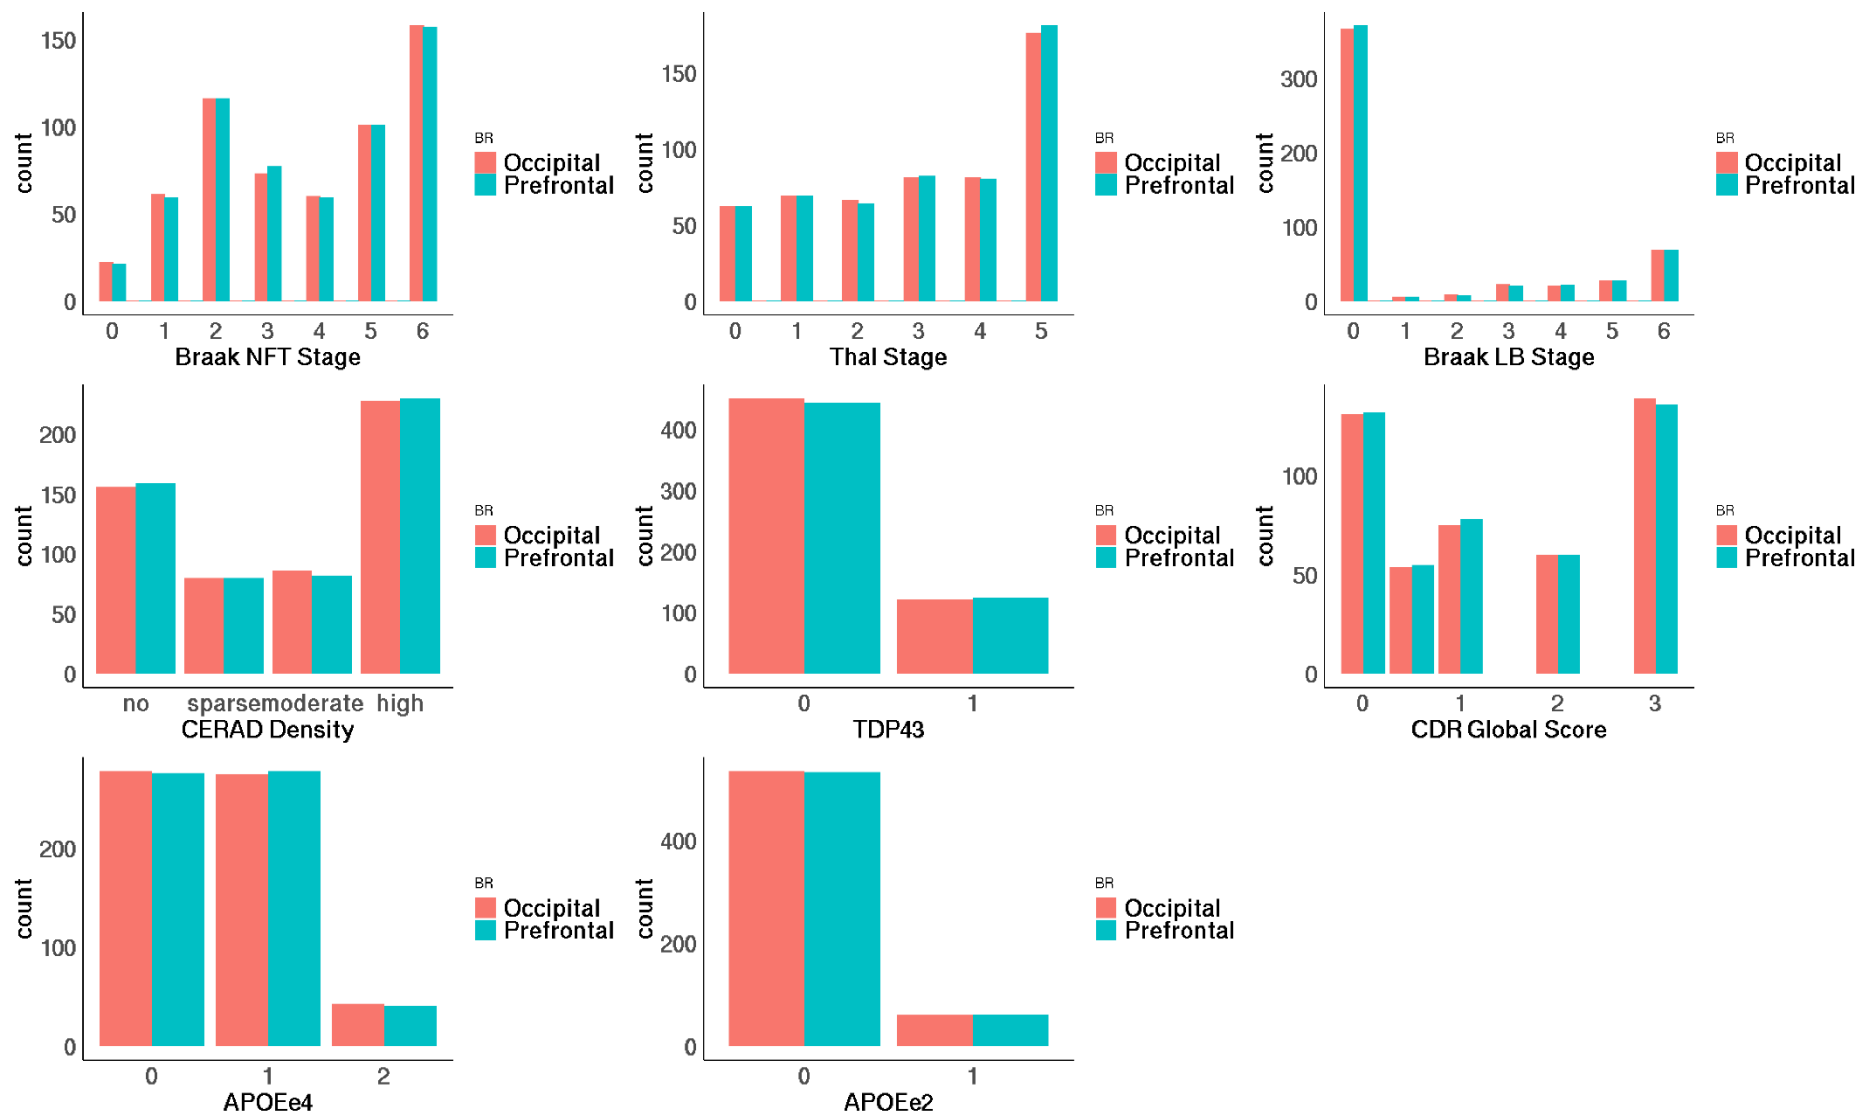 count
150
100
50
0
0 1 2 3 4 5 6
Braak NFT Stage
BR
Occipital
Prefrontal
count
150
100
50
0
0 1 2 3 4 5
Thal Stage
BR
Occipital
Prefrontal
count
300
200
100
0
0 1 2 3 4 5 6
Braak LB Stage
BR
Occipital
Prefrontal
count
200
150
100
50
0
no sparse moderate high
CERAD Density
BR
Occipital
Prefrontal
count
400
300
200
100
0
0 1
TDP43
BR
Occipital
Prefrontal
count
100
50
0
0 1 2 3
CDR Global Score
BR
Occipital
Prefrontal
count
200
100
0
0 1 2
APOEe4
BR
Occipital
Prefrontal
count
400
200
0
0 1
APOEe2
BR
Occipital
Prefrontal